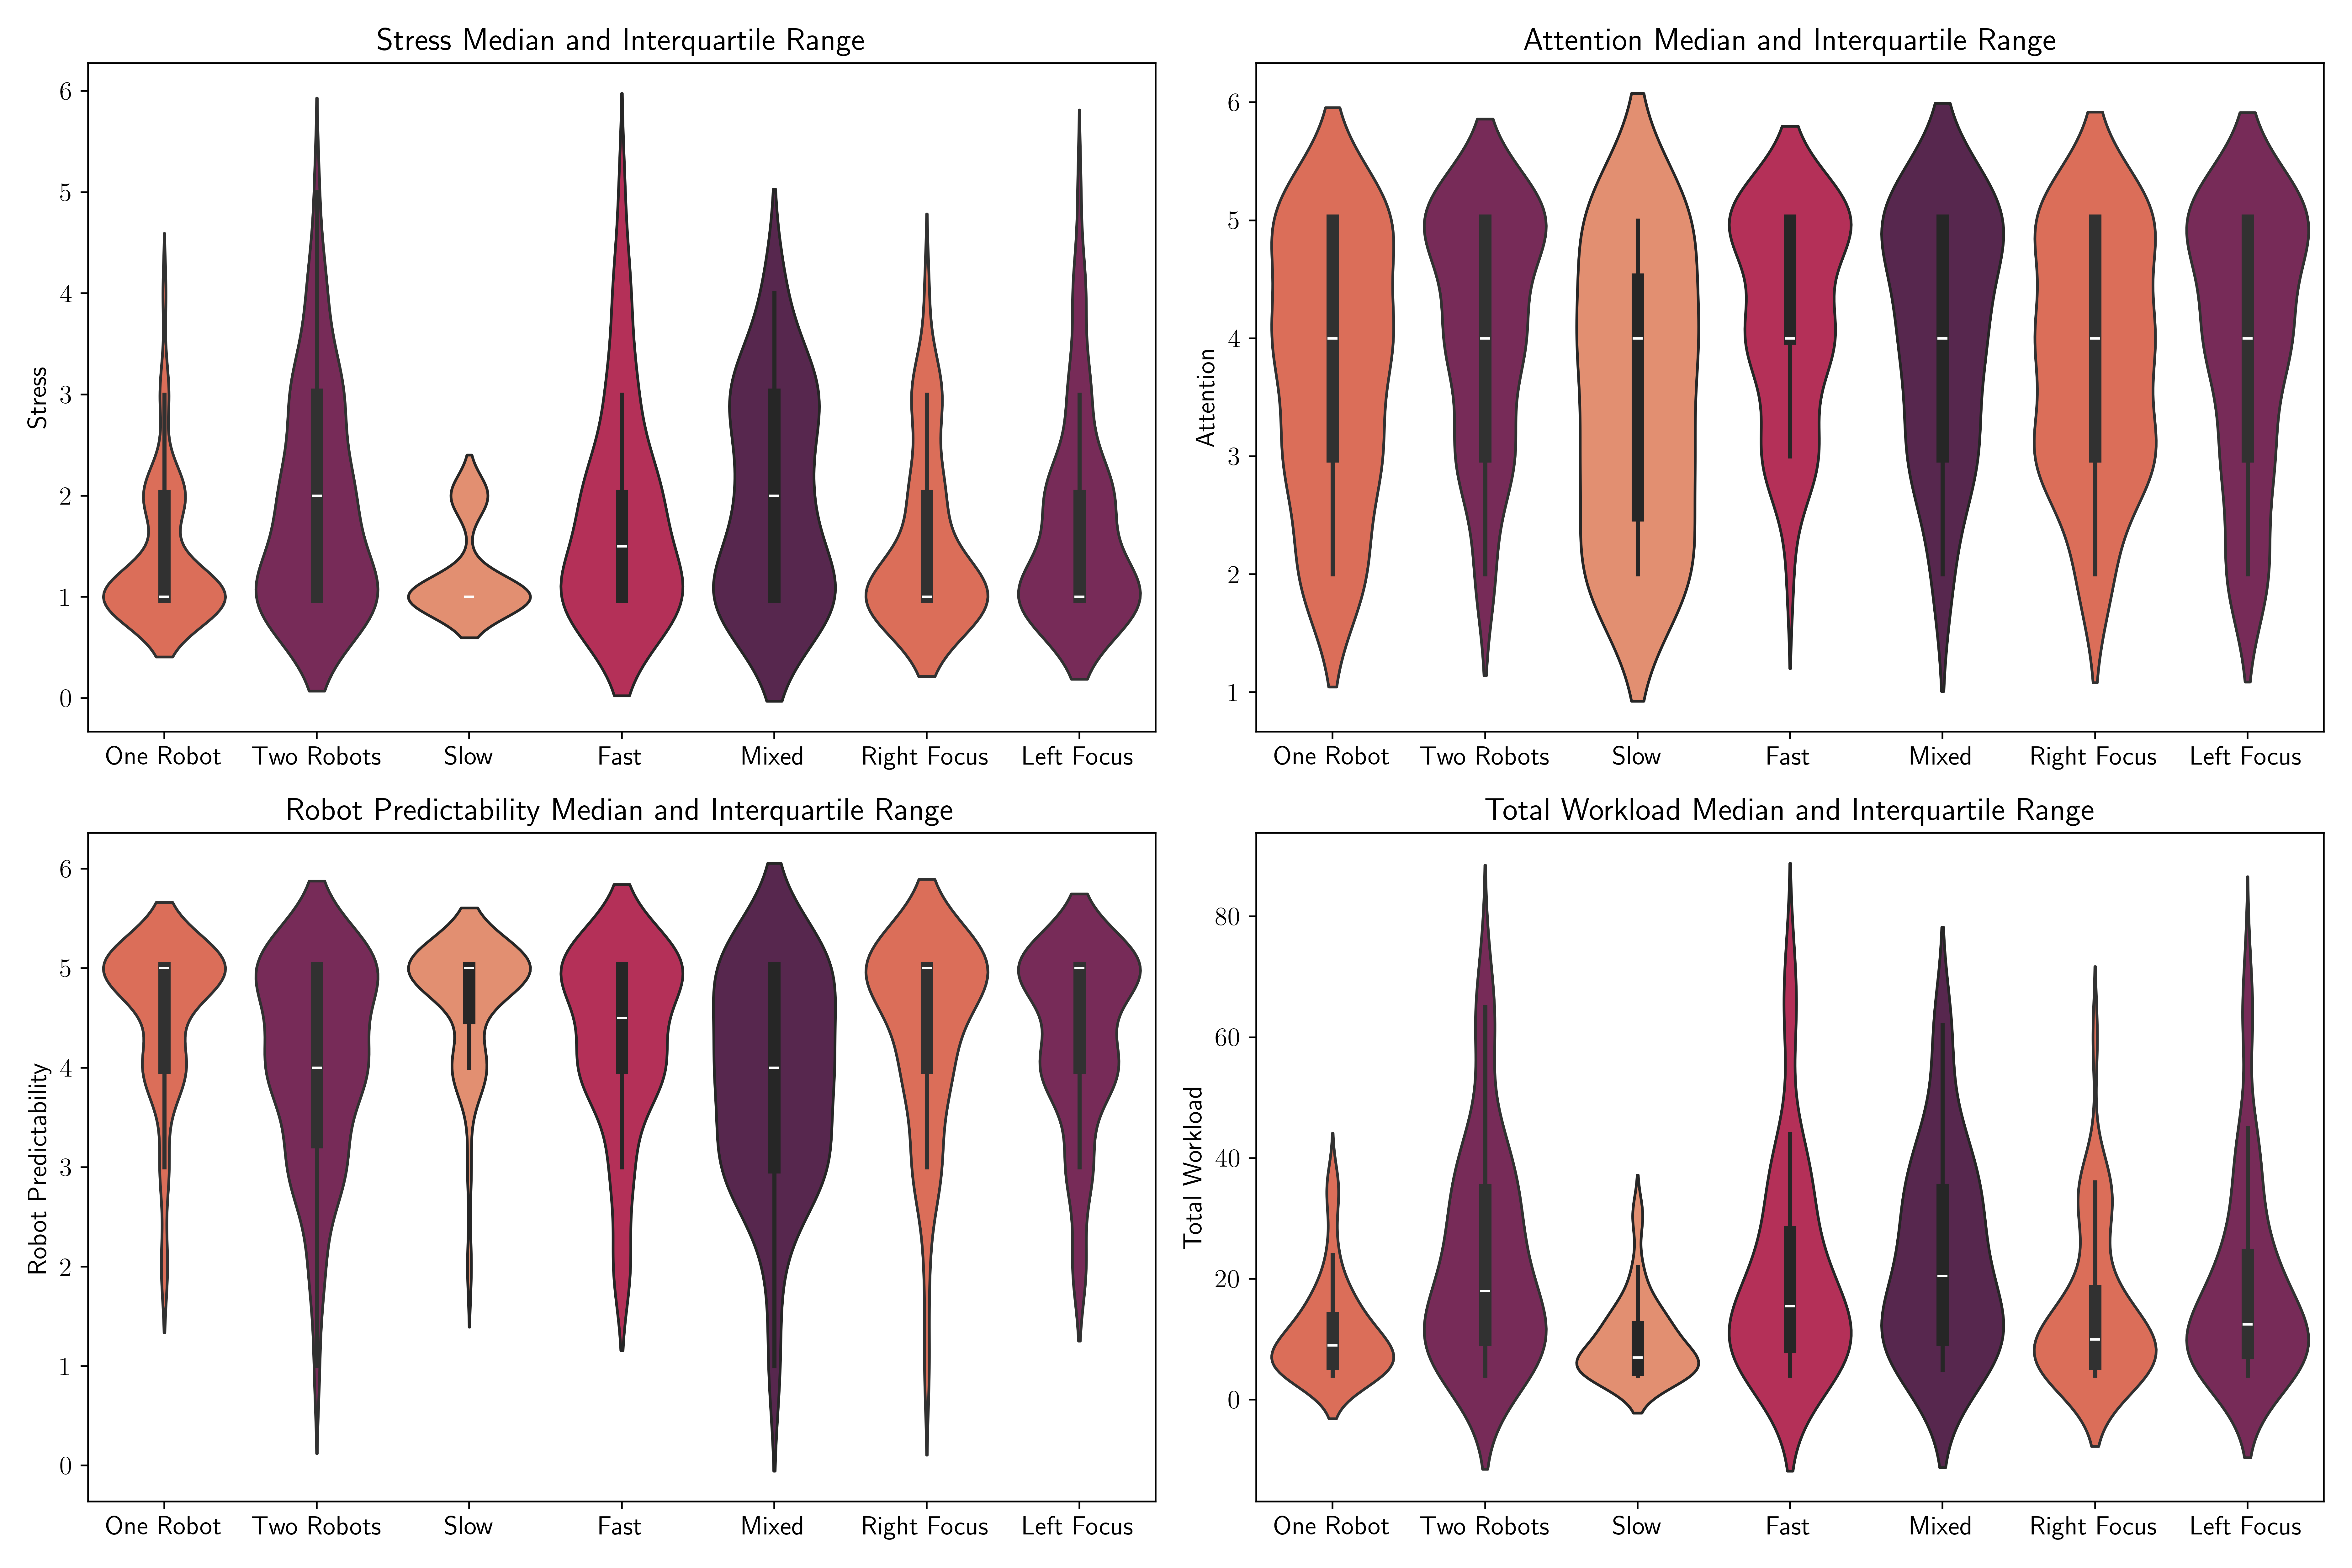 Stress Median and Interquartile Range
6
5
4
3
2
1
0
Stress
One Robot Two Robots Slow Fast Mixed Right Focus Left Focus
Attention Median and Interquartile Range
6
5
4
3
2
1
Attention
One Robot Two Robots Slow Fast Mixed Right Focus Left Focus
Robot Predictability Median and Interquartile Range
6
5
4
3
2
1
0
Robot Predictability
One Robot Two Robots Slow Fast Mixed Right Focus Left Focus
Total Workload Median and Interquartile Range
80
60
40
20
0
Total Workload
One Robot Two Robots Slow Fast Mixed Right Focus Left Focus